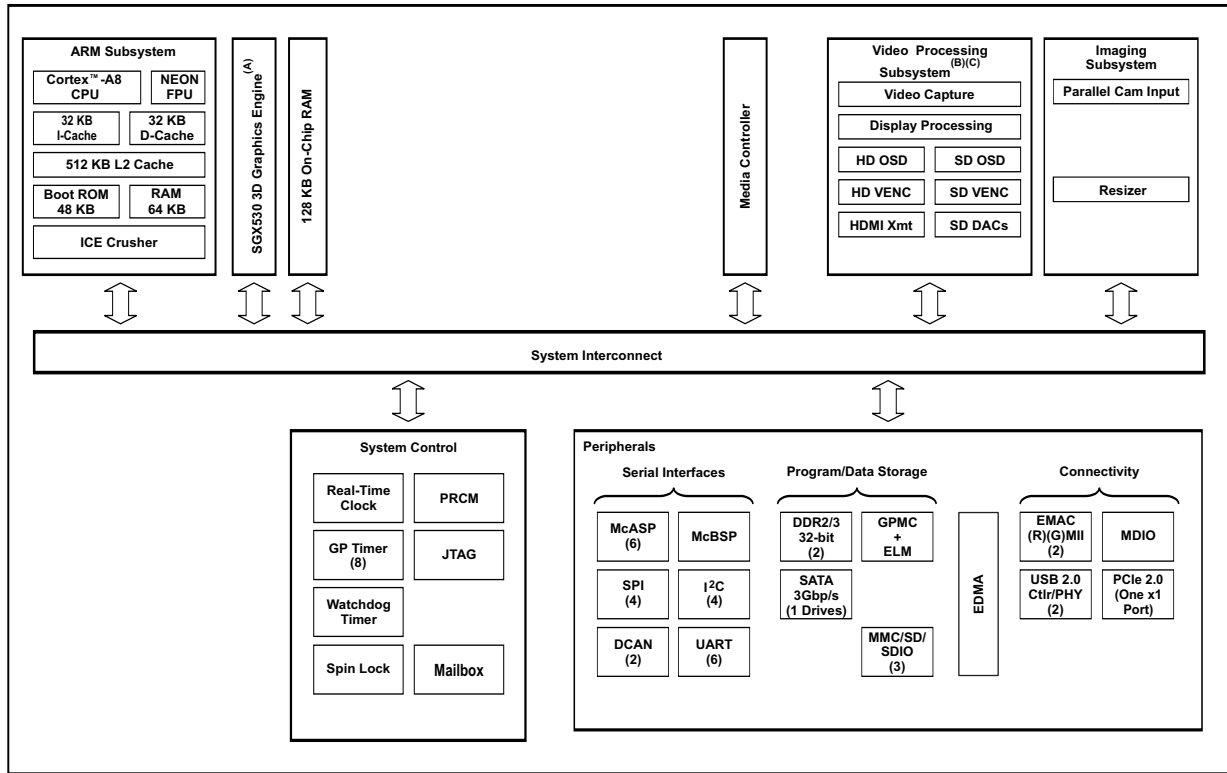 ARM Subsystem
Cortex™-A8
CPU
NEON
FPU
32 KB
I-Cache
32 KB
D-Cache
512 KB L2 Cache
Boot ROM
48 KB
RAM
64 KB
ICE Crusher
SGX530 3D Graphics Engine(A)
128 KB On-Chip RAM
Media Controller
Video Processing
Subsystem(B)(C)
Video Capture
Display Processing
HD OSD
SD OSD
HD VENC
SD VENC
HDMI Xmt
SD DACs
Imaging
Subsystem
Parallel Cam Input
Resizer
System Interconnect
System Control
Real-Time
Clock
PRCM
GP Timer
(8)
JTAG
Watchdog
Timer
Spin Lock
Mailbox
Peripherals
Serial Interfaces
McASP
(6)
McBSP
SPI
(4)
I²C
(4)
DCAN
(2)
UART
(6)
Program/Data Storage
DDR2/3
32-bit
(2)
GPMC
+
ELM
SATA
3Gbp/s
(1 Drives)
MMC/SD/
SDIO
(3)
EDMA
Connectivity
EMAC
(R)(G)MII
(2)
MDIO
USB 2.0
Ctlr/PHY
(2)
PCIe 2.0
(One x1
Port)